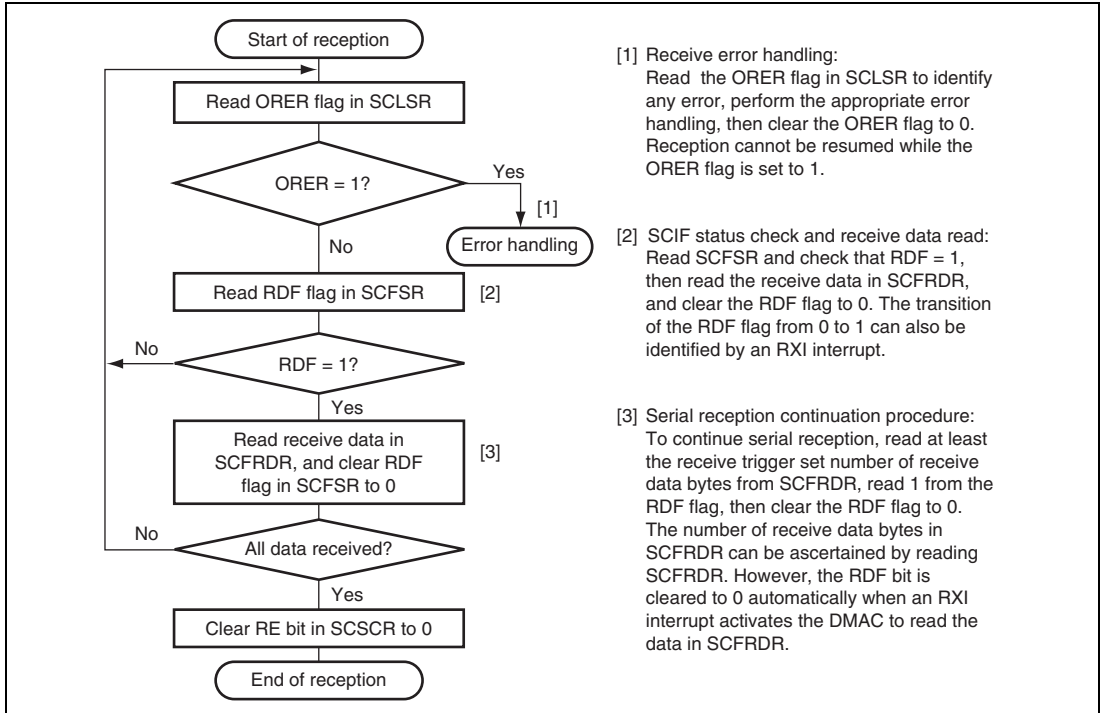 Start of reception
Read ORER flag in SCLSR
ORER = 1?
Yes
[1]
Error handling
No
Read RDF flag in SCFSR
[2]
No
RDF = 1?
Yes
Read receive data in
SCFRDR, and clear RDF
flag in SCFSR to 0
[3]
No
All data received?
Yes
Clear RE bit in SCSCR to 0
End of reception
[1] Receive error handling:
Read  the ORER flag in SCLSR to identify
any error, perform the appropriate error
handling, then clear the ORER flag to 0.
Reception cannot be resumed while the
ORER flag is set to 1.
[2] SCIF status check and receive data read:
Read SCFSR and check that RDF = 1,
then read the receive data in SCFRDR,
and clear the RDF flag to 0. The transition
of the RDF flag from 0 to 1 can also be
identified by an RXI interrupt.
[3] Serial reception continuation procedure:
To continue serial reception, read at least
the receive trigger set number of receive
data bytes from SCFRDR, read 1 from the
RDF flag, then clear the RDF flag to 0.
The number of receive data bytes in
SCFRDR can be ascertained by reading
SCFRDR. However, the RDF bit is
cleared to 0 automatically when an RXI
interrupt activates the DMAC to read the
data in SCFRDR.